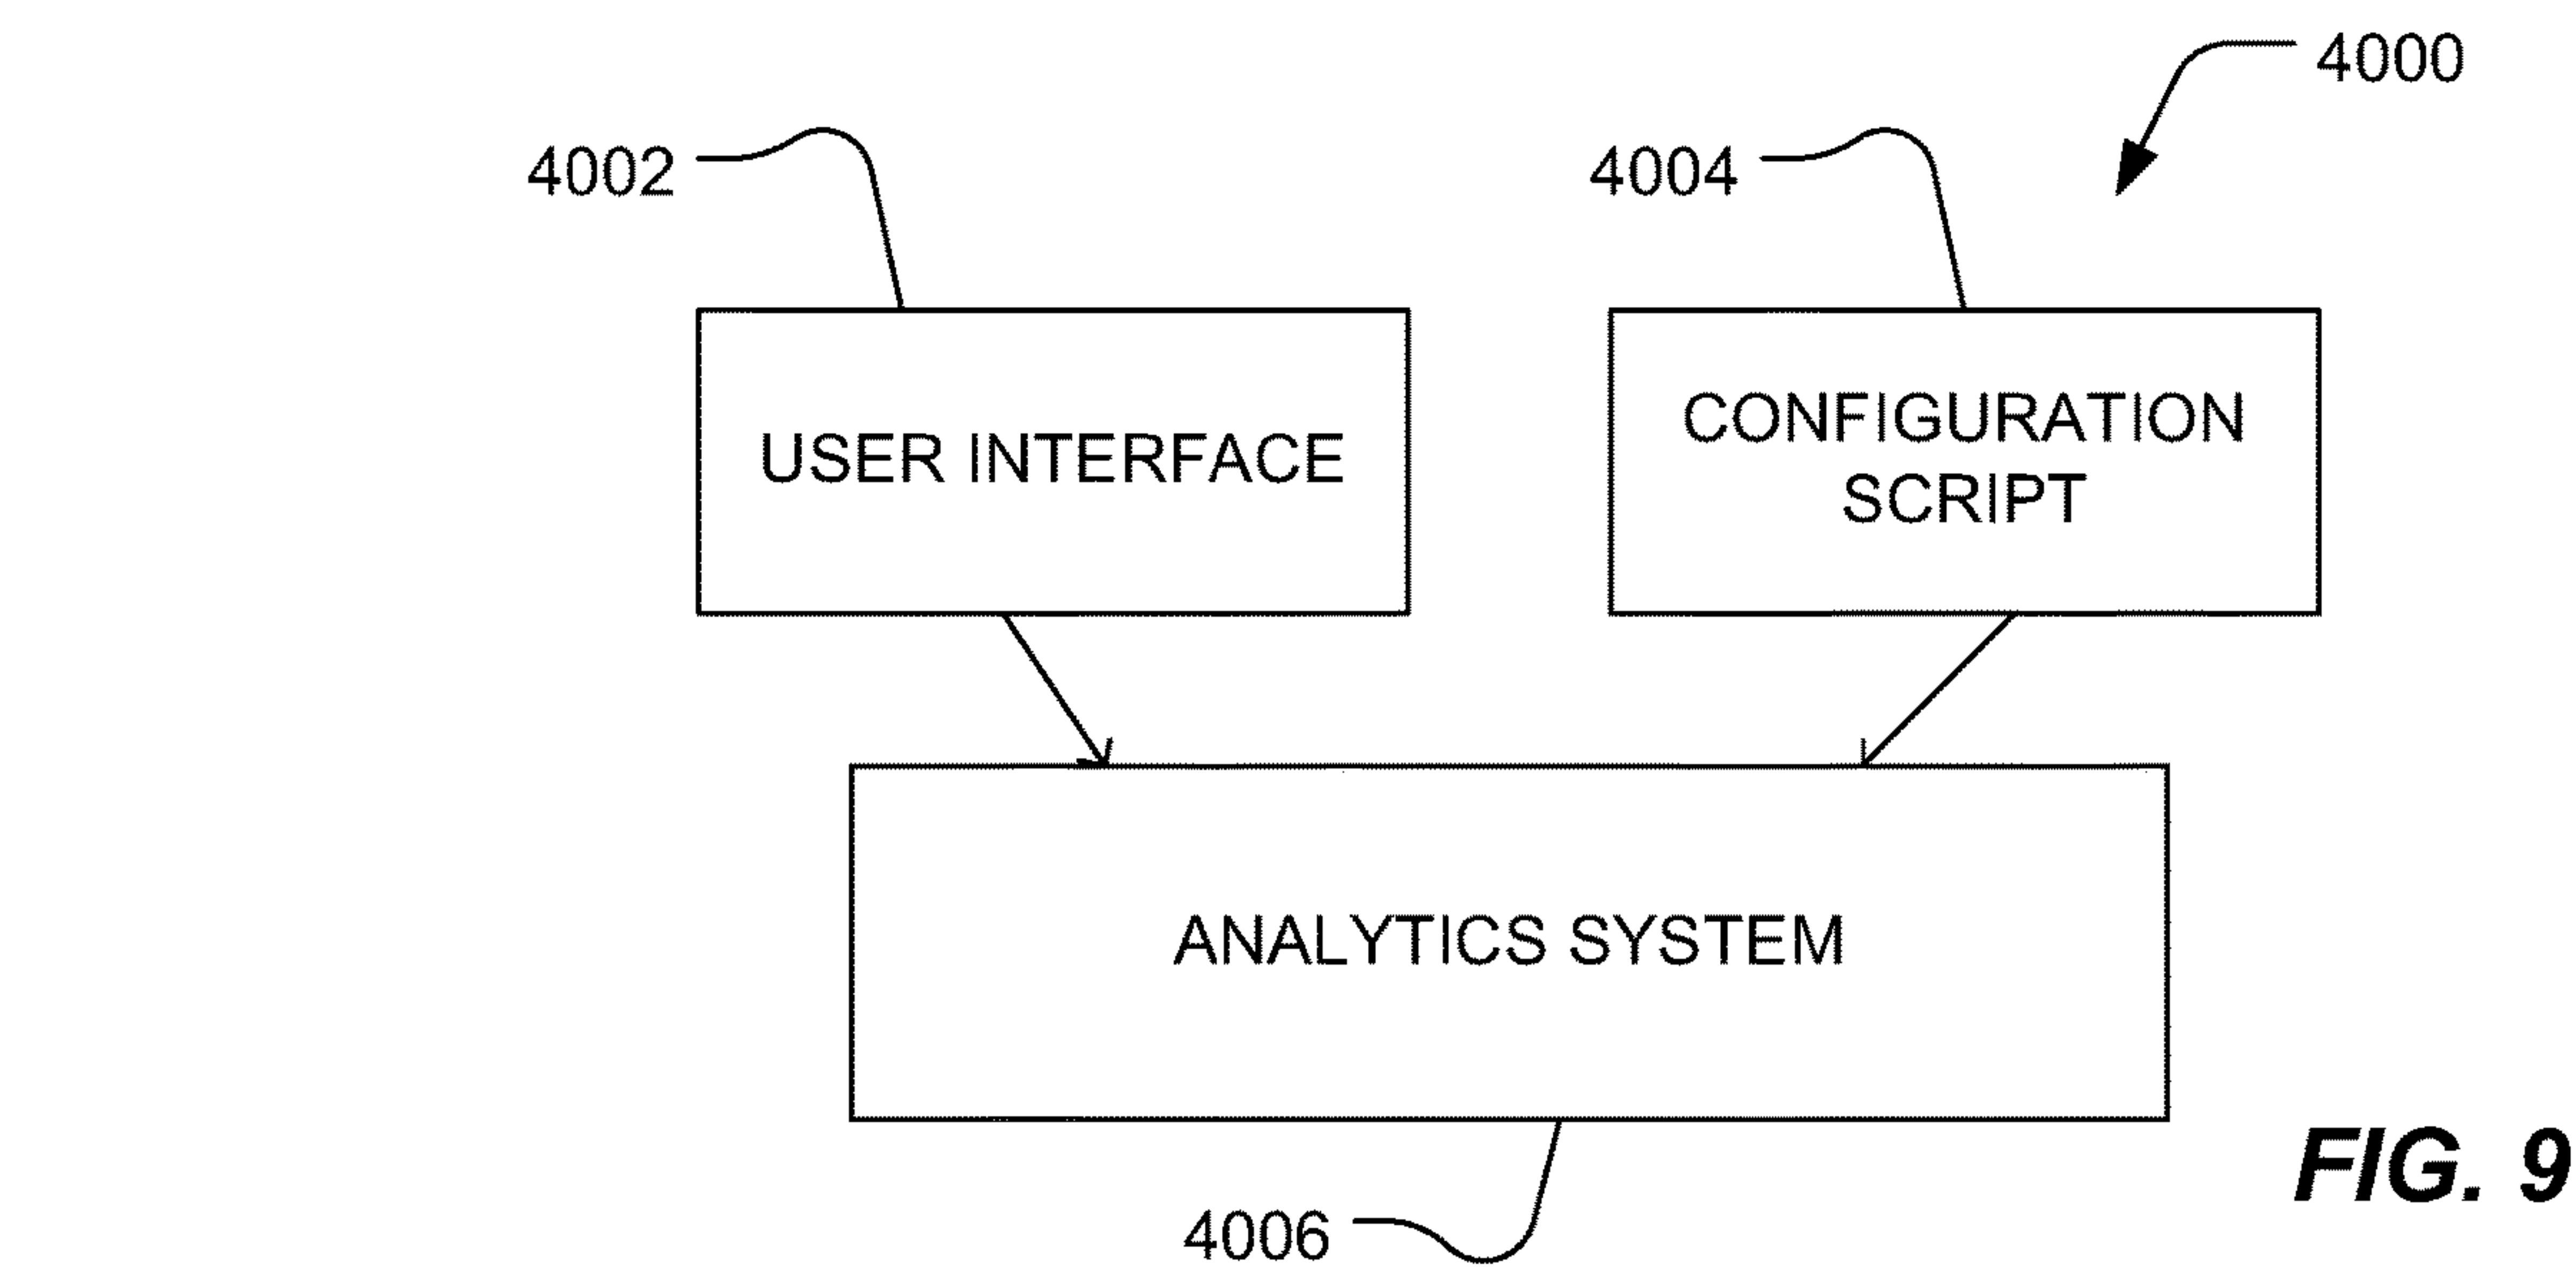 4000
4002
4004
USER INTERFACE
CONFIGURATION
SCRIPT
ANALYTICS SYSTEM
4006
FIG. 9